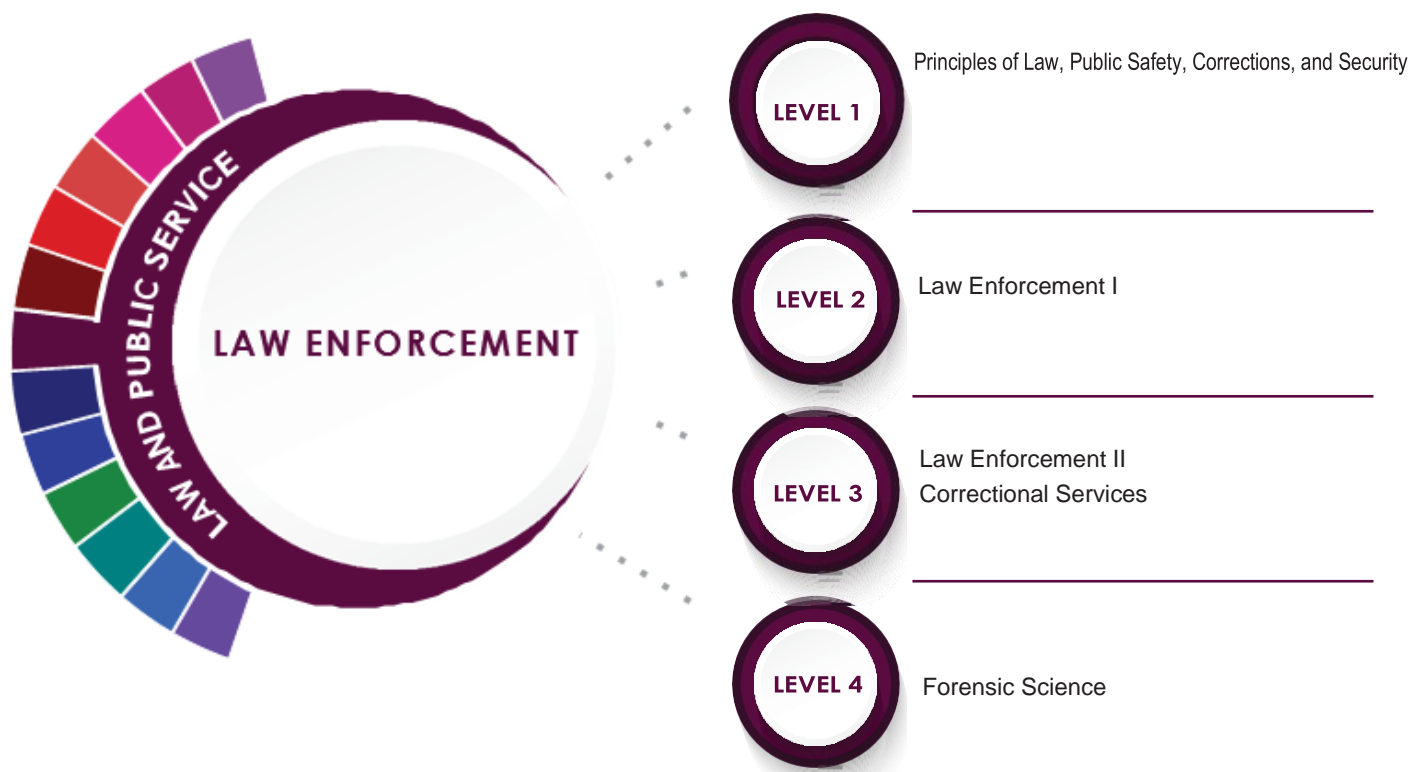 LAW AND PUBLIC SERVICE
LAW ENFORCEMENT
LEVEL 1
Principles of Law, Public Safety, Corrections, and Security
LEVEL 2
Law Enforcement I
LEVEL 3
Law Enforcement II
Correctional Services
LEVEL 4
Forensic Science